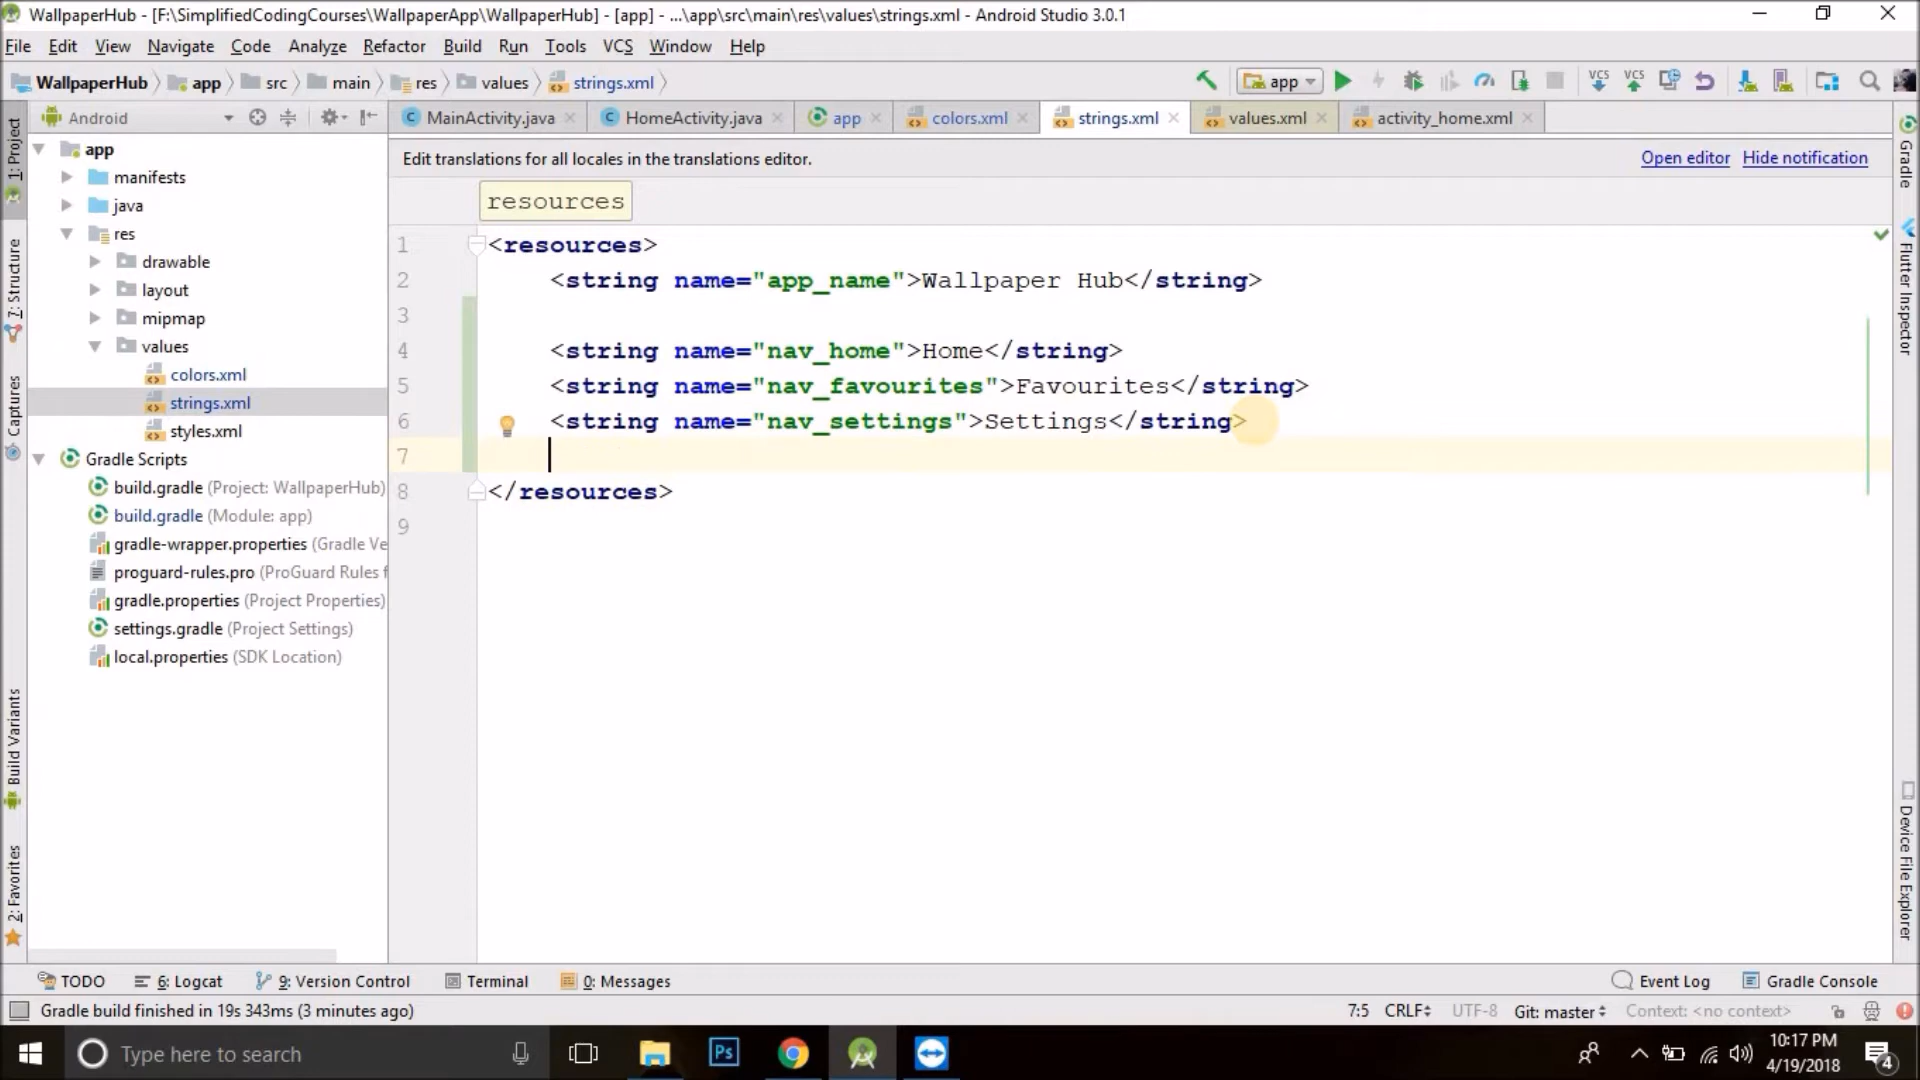 WallpaperHub - [F:\SimplifiedCodingCourses\WallpaperApp\WallpaperHub] - [app] - ...\app\src\main\res\values\strings.xml - Android Studio 3.0.1
File Edit View Navigate Code Analyze Refactor Build Run Tools VCS Window Help
WallpaperHub app src main res values strings.xml app VCS VCS
Android MainActivity.java HomeActivity.java app colors.xml strings.xml values.xml activity_home.xml
Edit translations for all locales in the translations editor. Open editor Hide notification
resources
1 <resources>
2 <string name="app_name">Wallpaper Hub</string>
3
4 <string name="nav_home">Home</string>
5 <string name="nav_favourites">Favourites</string>
6 <string name="nav_settings">Settings</string>
7
8 </resources>
9
app
manifests
java
res
drawable
layout
mipmap
values
colors.xml
strings.xml
styles.xml
Gradle Scripts
build.gradle (Project: WallpaperHub)
build.gradle (Module: app)
gradle-wrapper.properties (Gradle Ve
proguard-rules.pro (ProGuard Rules f
gradle.properties (Project Properties)
settings.gradle (Project Settings)
local.properties (SDK Location)
1: Project
7: Structure
Captures
Build Variants
2: Favorites
Gradle
Flutter Inspector
Device File Explorer
TODO 6: Logcat 9: Version Control Terminal 0: Messages Event Log Gradle Console
Gradle build finished in 19s 343ms (3 minutes ago) 7:5 CRLF UTF-8 Git: master Context: <no context>
Type here to search Ps 10:17 PM
4/19/2018 4